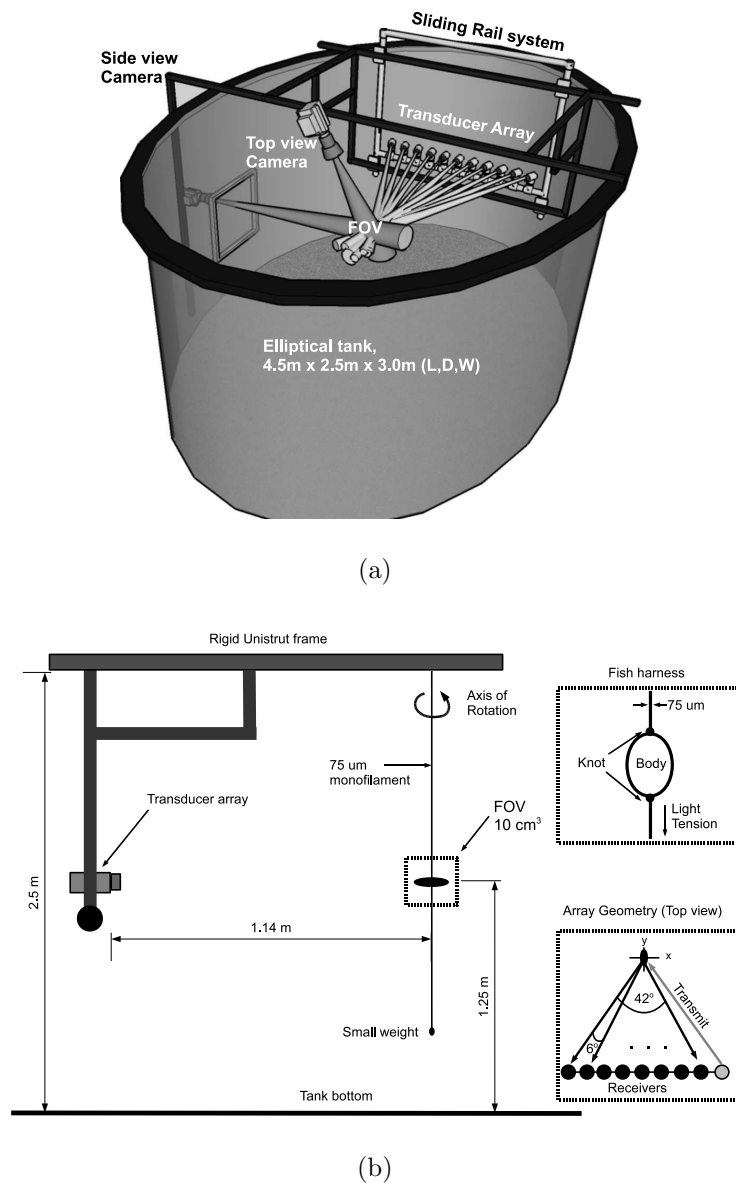 Sliding Rail system
Side view
Camera
Transducer Array
Top view
Camera
FOV
Elliptical tank,
4.5m x 2.5m x 3.0m (L,D,W)
(a)
Rigid Unistrut frame
Axis of
Rotation
75 um
monofilament
Transducer array
FOV
10 cm³
2.5 m
1.14 m
1.25 m
Small weight
Tank bottom
Fish harness
75 um
Knot
Body
Light
Tension
Array Geometry (Top view)
y
x
42°
Transmit
6°
. . .
Receivers
(b)